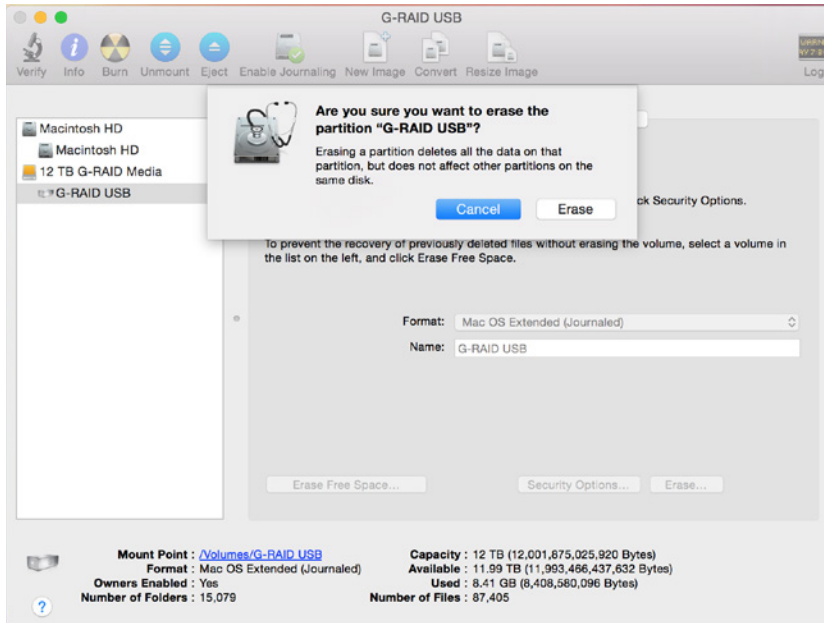 G-RAID USB
Verify Info Burn Unmount Eject Enable Journaling New Image Convert Resize Image Log
Macintosh HD
Macintosh HD
12 TB G-RAID Media
G-RAID USB
Are you sure you want to erase the
partition “G-RAID USB”?
Erasing a partition deletes all the data on that
partition, but does not affect other partitions on the
same disk.
Cancel Erase
ck Security Options.
To prevent the recovery of previously deleted files without erasing the volume, select a volume in
the list on the left, and click Erase Free Space.
Format: Mac OS Extended (Journaled)
Name: G-RAID USB
Erase Free Space... Security Options... Erase...
Mount Point : /Volumes/G-RAID USB
Format : Mac OS Extended (Journaled)
Owners Enabled : Yes
Number of Folders : 15,079
Capacity : 12 TB (12,001,675,025,920 Bytes)
Available : 11.99 TB (11,993,466,437,632 Bytes)
Used : 8.41 GB (8,408,580,096 Bytes)
Number of Files : 87,405
?